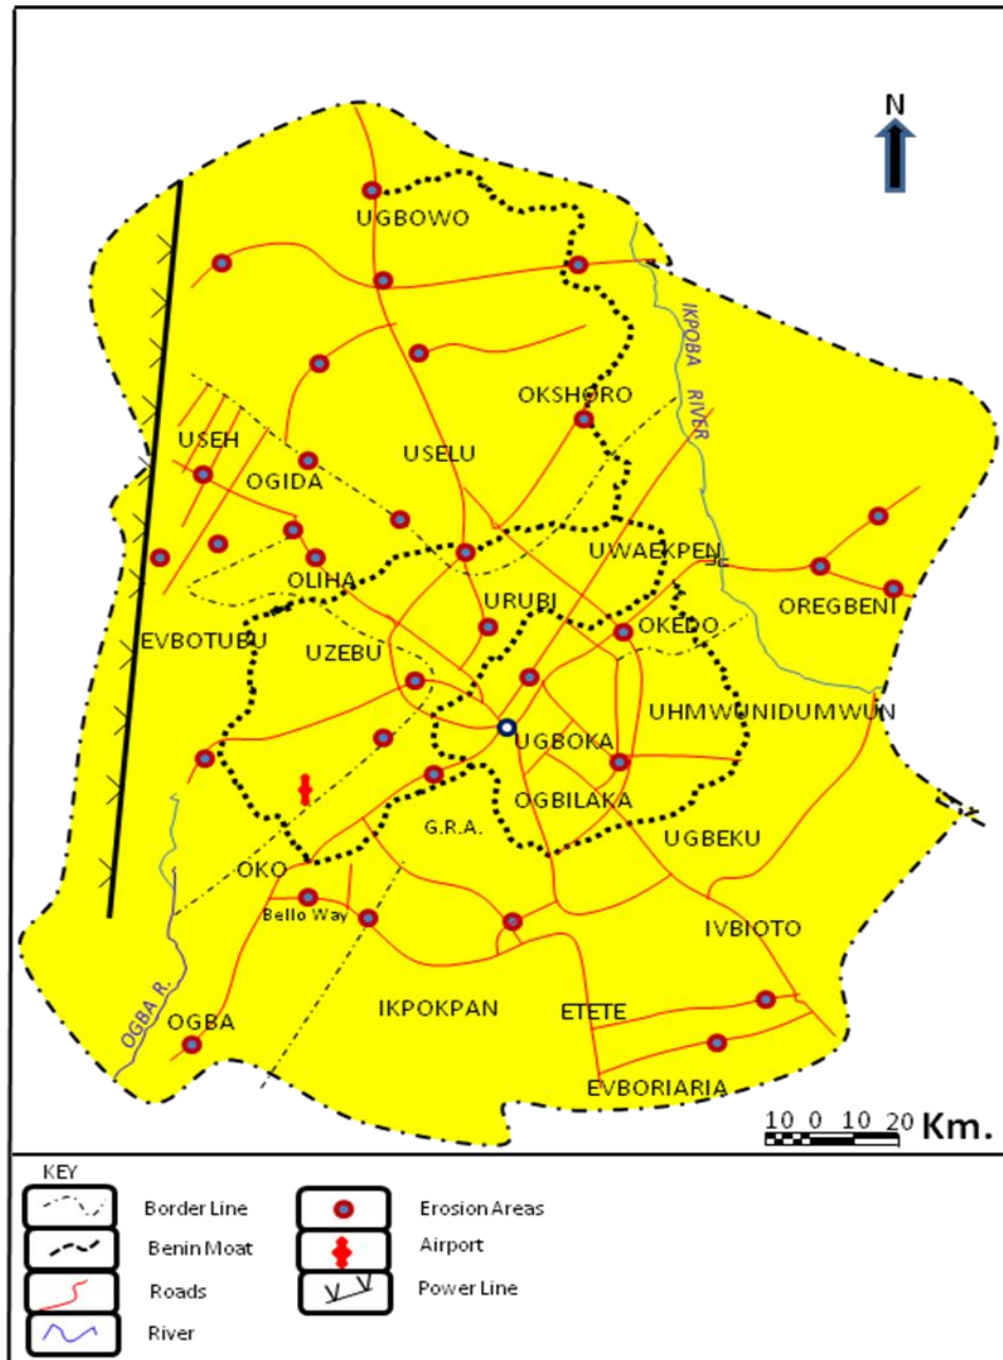 N
UGBOWO
IKPOBA RIVER
OKSHORO
USEH
USELU
OGIDA
UWAEKPEN
OLIHA
URUBI
OREGBENI
OKEDO
EVBOTUBU
UZEBU
UHMWUNIDUMWUN
UGBOKA
OGBILAKA
G.R.A.
UGBEKU
OKO
Bello Way
IVBIOTO
OGBA R.
OGBA
IKPOKPAN
ETETE
EVBORIARIA
10 0 10 20 Km.
KEY
Border Line
Erosion Areas
Benin Moat
Airport
Roads
Power Line
River